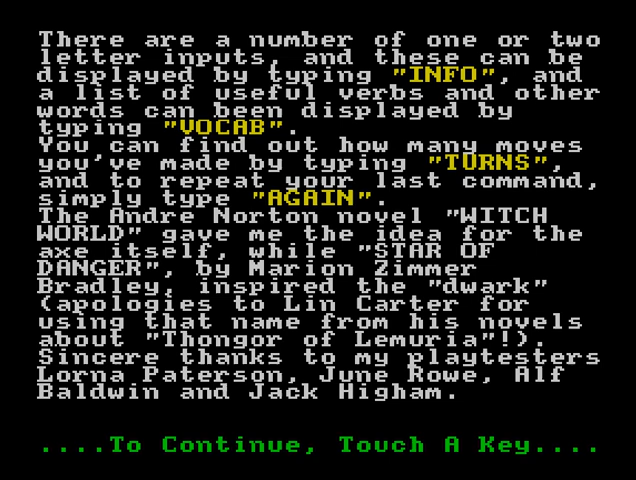 There are a number of one or two
letter inputs, and these can be
displayed by typing "INFO", and
a list of useful verbs and other
words can been displayed by
typing "VOCAB".
You can find out how many moves
you've made by typing "TURNS",
and to repeat your last command,
simply type "AGAIN".
The Andre Norton novel "WITCH
WORLD" gave me the idea for the
axe itself, while "STAR OF
DANGER", by Marion Zimmer
Bradley, inspired the "dwark"
(apologies to Lin Carter for
using that name from his novels
about "Thongor of Lemuria"!).
Sincere thanks to my playtesters
Lorna Paterson, June Rowe, Alf
Baldwin and Jack Higham.
....To Continue, Touch A Key....